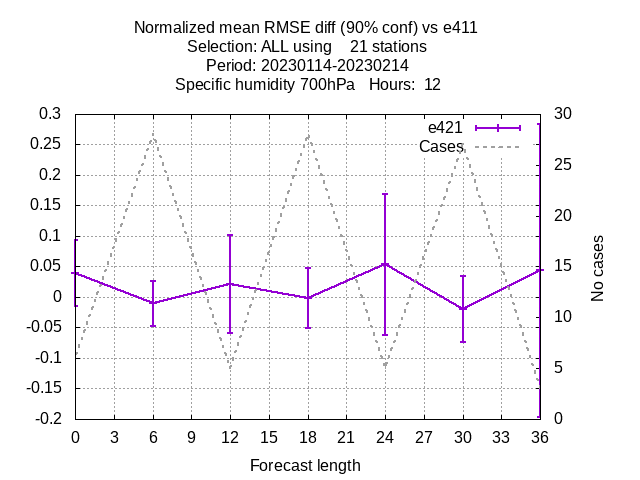 Normalized mean RMSE diff (90% conf) vs e411
Selection: ALL using    21 stations
Period: 20230114-20230214
Specific humidity 700hPa   Hours:  12
0.3
0.25
0.2
0.15
0.1
0.05
0
-0.05
-0.1
-0.15
-0.2
e421
Cases
30
25
20
15
10
5
0
No cases
0 3 6 9 12 15 18 21 24 27 30 33 36
Forecast length